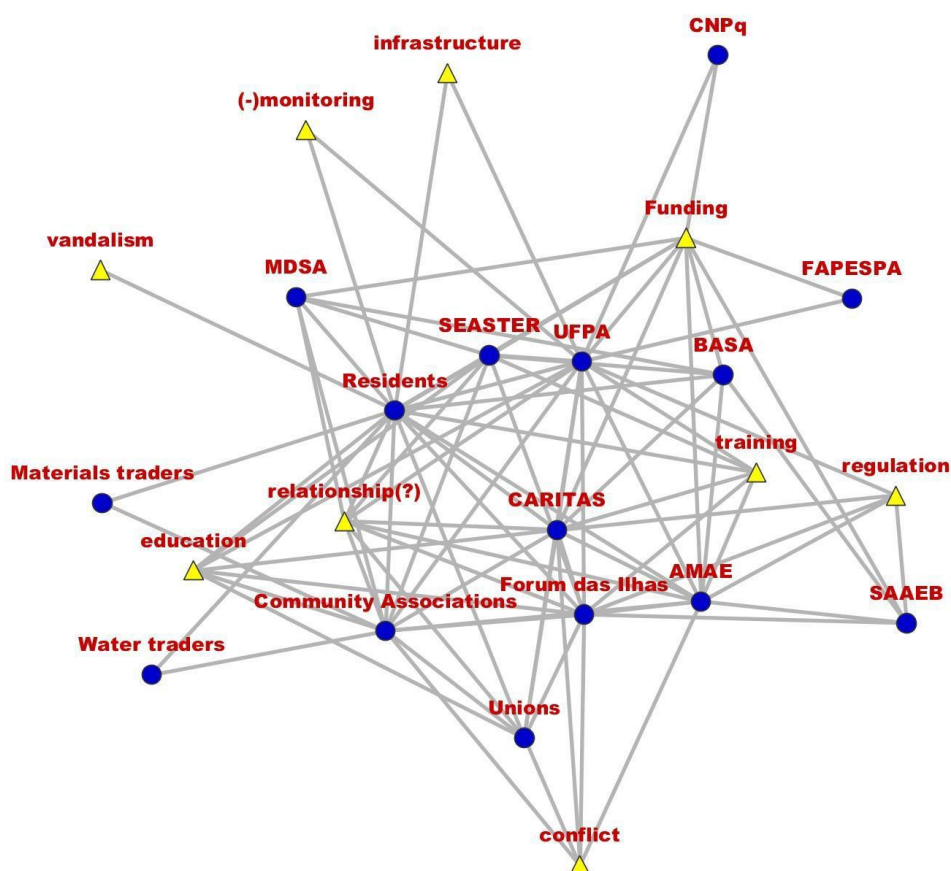 CNPq
infrastructure
(-)monitoring
Funding
vandalism
MDSA
FAPESPA
SEASTER
UFPA
BASA
Residents
training
regulation
Materials traders
relationship(?)
CARITAS
education
Forum das Ilhas
AMAE
SAAEB
Community Associations
Water traders
Unions
conflict